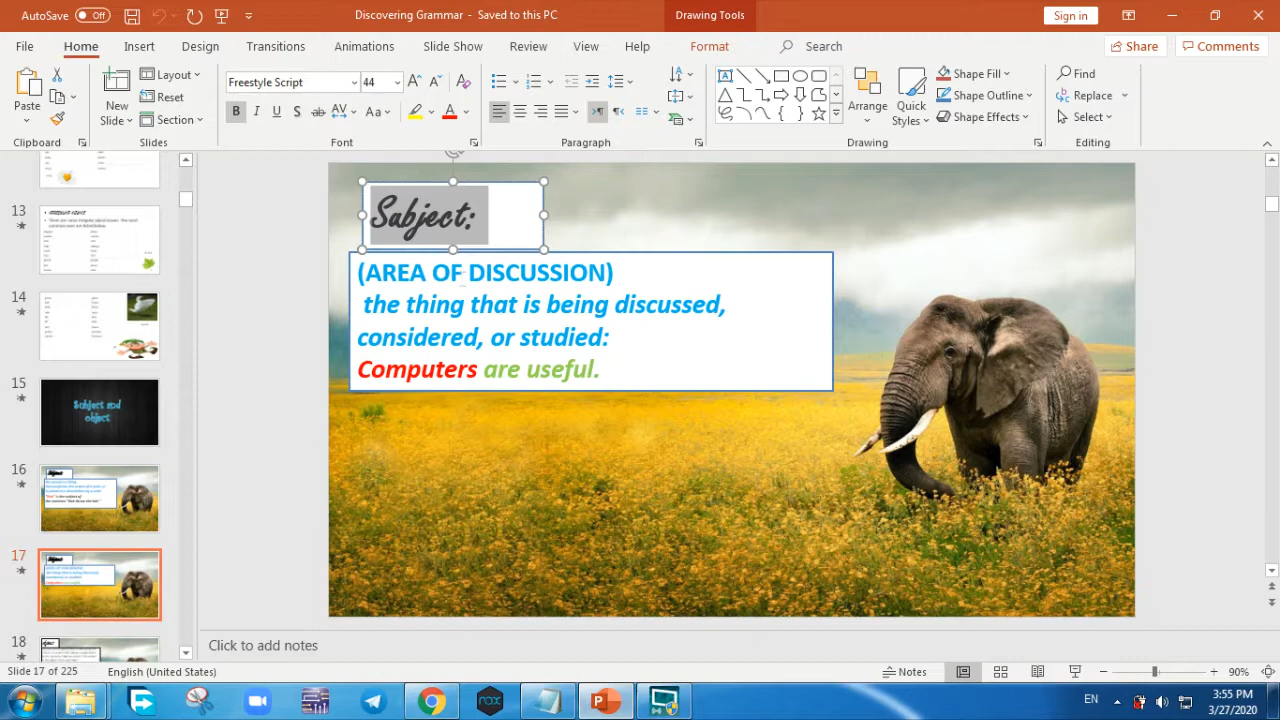 AutoSave Off
Discovering Grammar - Saved to this PC
Drawing Tools
Sign in
File Home Insert Design Transitions Animations Slide Show Review View Help Format Search Share Comments
Paste
New Slide
Layout
Reset
Section
Freestyle Script 44
B I U S ab AV Aa A
Arrange
Quick Styles
Shape Fill
Shape Outline
Shape Effects
Find
Replace
Select
Clipboard Slides Font Paragraph Drawing Editing
13
14
15
Subject and
object
16
17
18
Subject:
(AREA OF DISCUSSION)
the thing that is being discussed,
considered, or studied:
Computers are useful.
Click to add notes
Slide 17 of 225 English (United States) Notes 90%
nox
EN
3:55 PM
3/27/2020